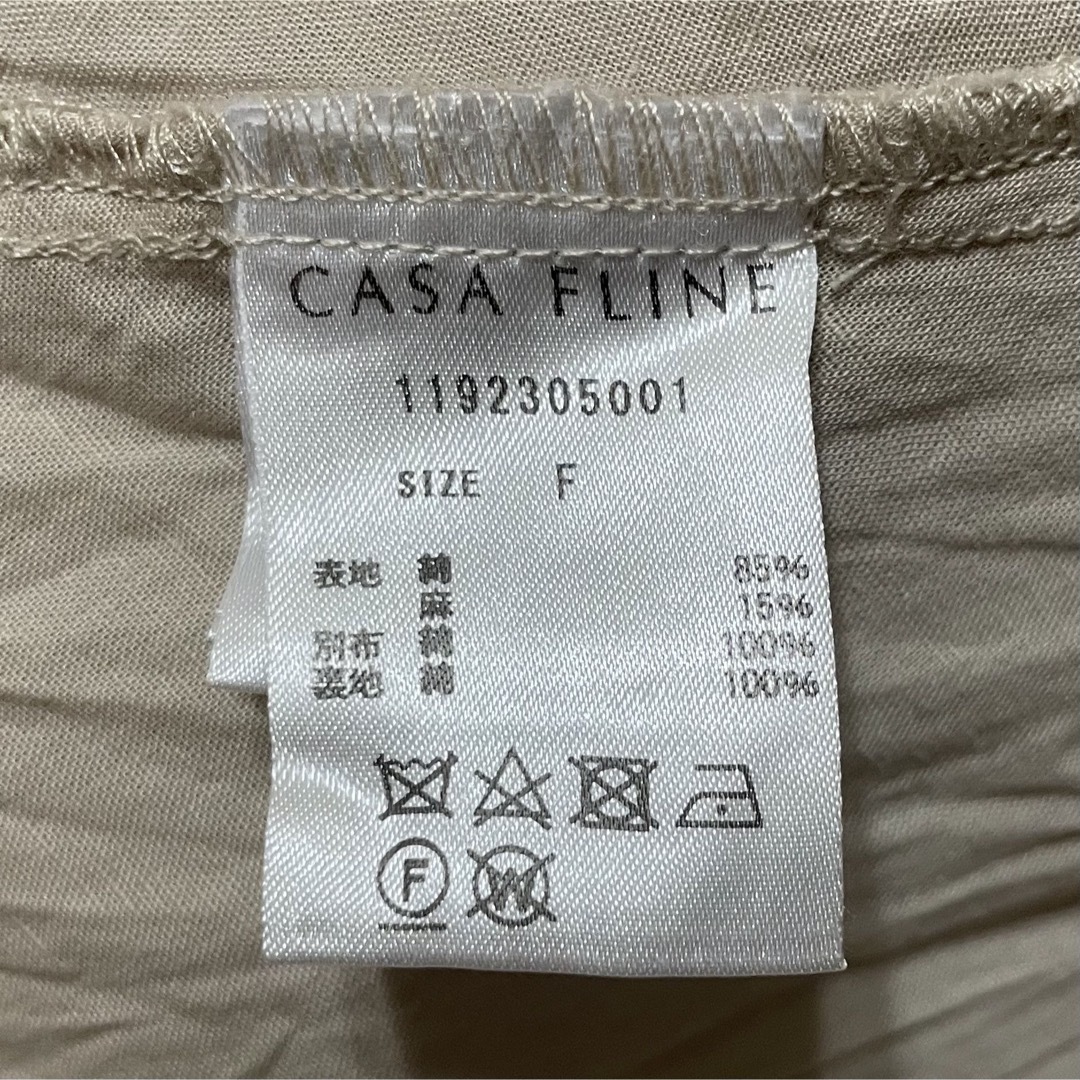 CASA FLINE
1192305001
SIZE F
表地 綿 85%
麻 15%
別布 綿 100%
裏地 綿 100%
F
W